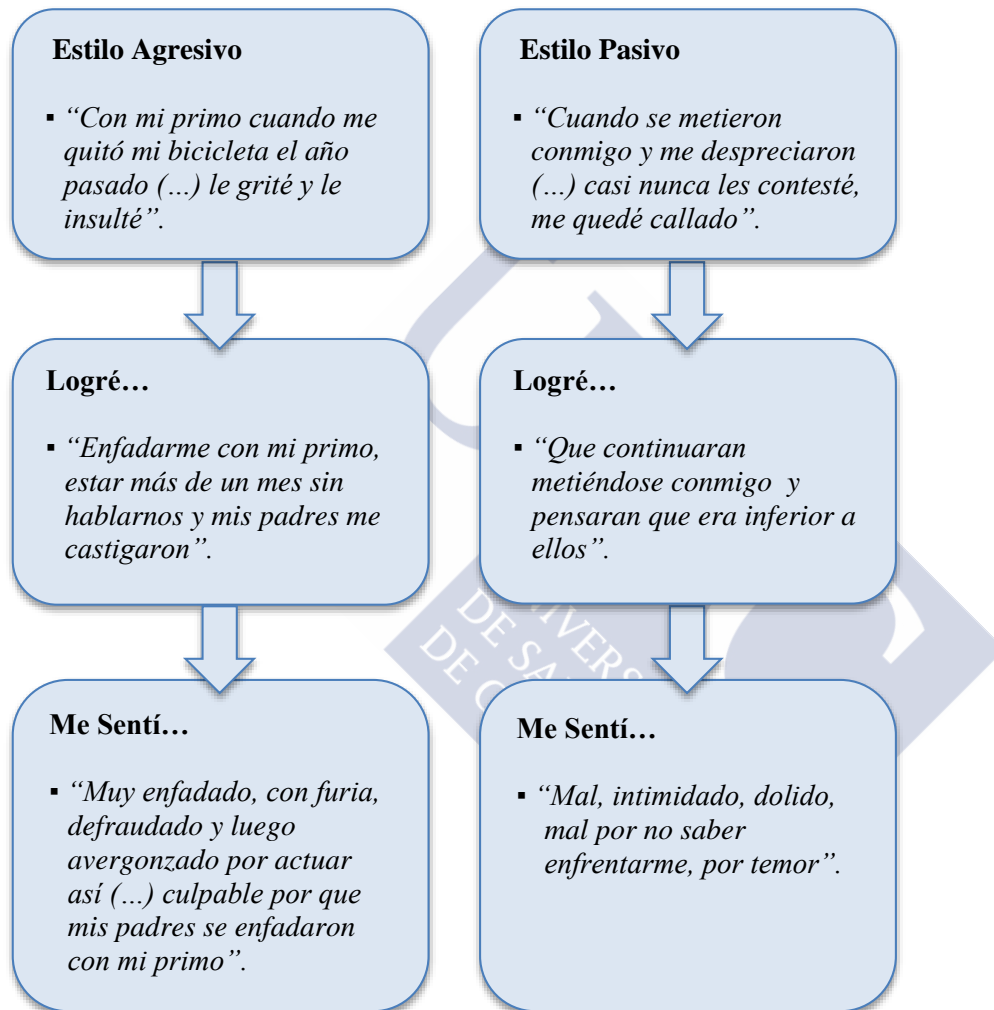 Estilo Agresivo
▪ “Con mi primo cuando me
quitó mi bicicleta el año
pasado (…) le grité y le
insulté”.
Logré…
▪ “Enfadarme con mi primo,
estar más de un mes sin
hablarnos y mis padres me
castigaron”.
Me Sentí…
▪ “Muy enfadado, con furia,
defraudado y luego
avergonzado por actuar
así (…) culpable por que
mis padres se enfadaron
con mi primo”.
Estilo Pasivo
▪ “Cuando se metieron
conmigo y me despreciaron
(…) casi nunca les contesté,
me quedé callado”.
Logré…
▪ “Que continuaran
metiéndose conmigo y
pensaran que era inferior a
ellos”.
Me Sentí…
▪ “Mal, intimidado, dolido,
mal por no saber
enfrentarme, por temor”.